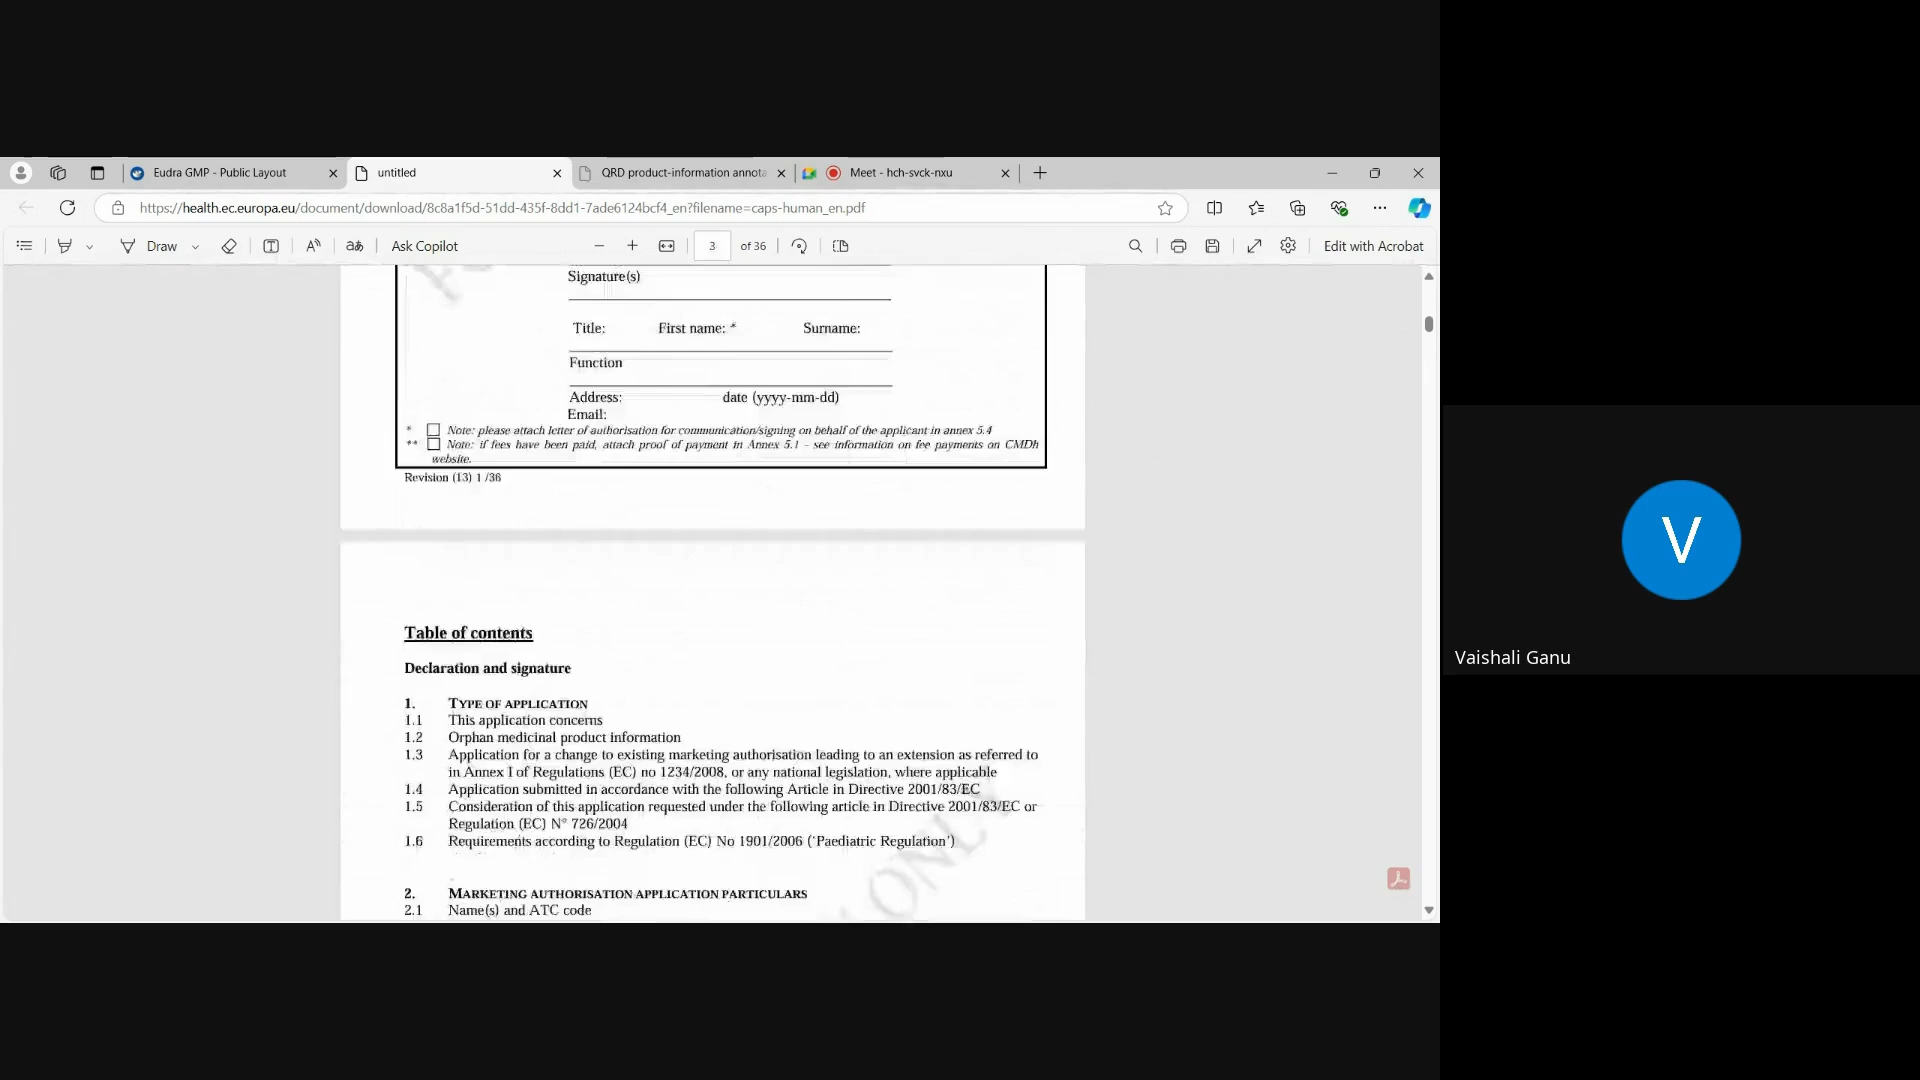 Eudra GMP - Public Layout
untitled
QRD product-information annota
Meet - hch-svck-nxu
https://health.ec.europa.eu/document/download/8c8a1f5d-51dd-435f-8dd1-7ade6124bcf4_en?filename=caps-human_en.pdf
Draw
Ask Copilot
3 of 36
Edit with Acrobat
Signature(s)
Title: First name: * Surname:
Function
Address: date (yyyy-mm-dd)
Email:
* Note: please attach letter of authorisation for communication/signing on behalf of the applicant in annex 5.4
** Note: if fees have been paid, attach proof of payment in Annex 5.1 - see information on fee payments on CMDh
website.
Revision (13) 1 /36
Table of contents
Declaration and signature
1. TYPE OF APPLICATION
1.1 This application concerns
1.2 Orphan medicinal product information
1.3 Application for a change to existing marketing authorisation leading to an extension as referred to
in Annex I of Regulations (EC) no 1234/2008, or any national legislation, where applicable
1.4 Application submitted in accordance with the following Article in Directive 2001/83/EC
1.5 Consideration of this application requested under the following article in Directive 2001/83/EC or
Regulation (EC) N° 726/2004
1.6 Requirements according to Regulation (EC) No 1901/2006 ('Paediatric Regulation')
ONLY
2. MARKETING AUTHORISATION APPLICATION PARTICULARS
2.1 Name(s) and ATC code
V
Vaishali Ganu